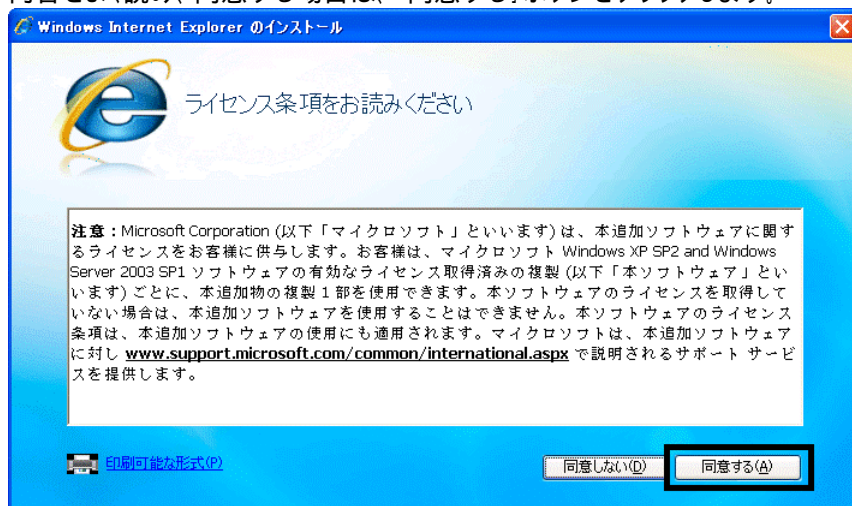 Windows Internet Explorer のインストール
ライセンス条項をお読みください
注意：Microsoft Corporation (以下「マイクロソフト」といいます) は、本追加ソフトウェアに関す
るライセンスをお客様に供与します。お客様は、マイクロソフト Windows XP SP2 and Windows
Server 2003 SP1 ソフトウェアの有効なライセンス取得済みの複製 (以下「本ソフトウェア」とい
います) ごとに、本追加物の複製 1 部を使用できます。本ソフトウェアのライセンスを取得して
いない場合は、本追加ソフトウェアを使用することはできません。本ソフトウェアのライセンス
条項は、本追加ソフトウェアの使用にも適用されます。マイクロソフトは、本追加ソフトウェア
に対し www.support.microsoft.com/common/international.aspx で説明されるサポート サービ
スを提供します。
印刷可能な形式(P)
同意しない(D)
同意する(A)